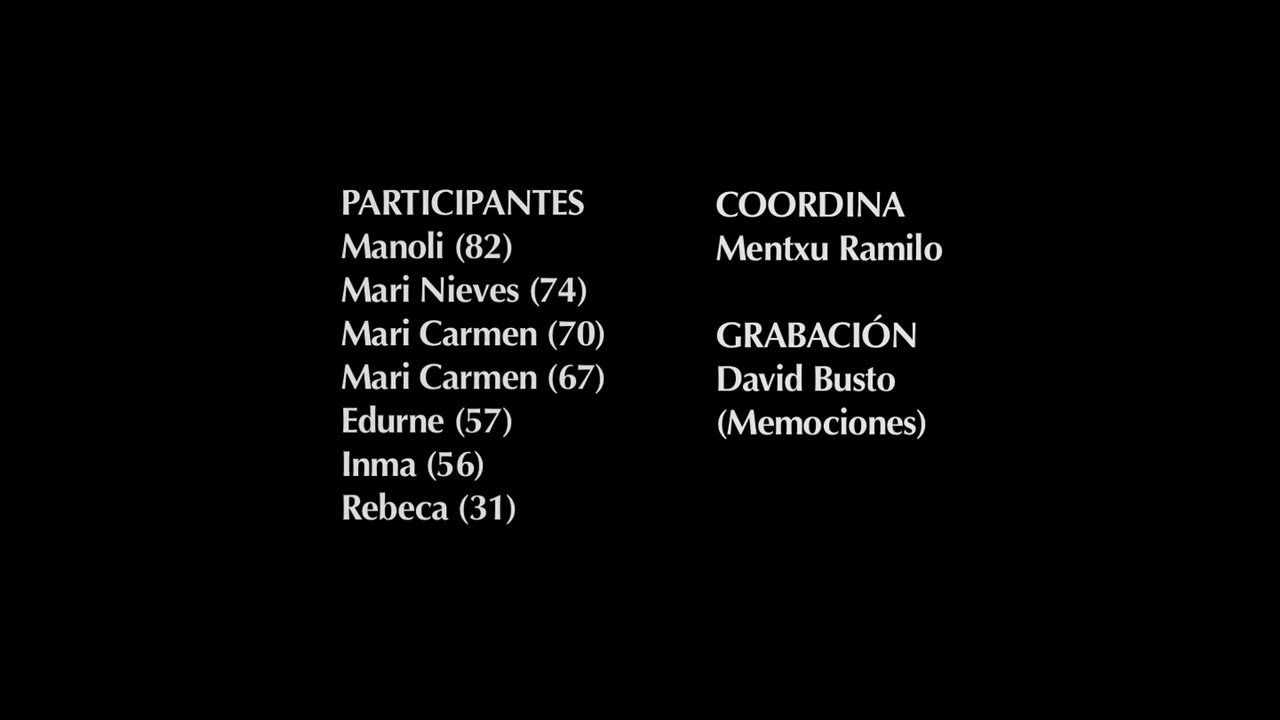 PARTICIPANTES
Manoli (82)
Mari Nieves (74)
Mari Carmen (70)
Mari Carmen (67)
Edurne (57)
Inma (56)
Rebeca (31)
COORDINA
Mentxu Ramilo
GRABACIÓN
David Busto
(Memociones)